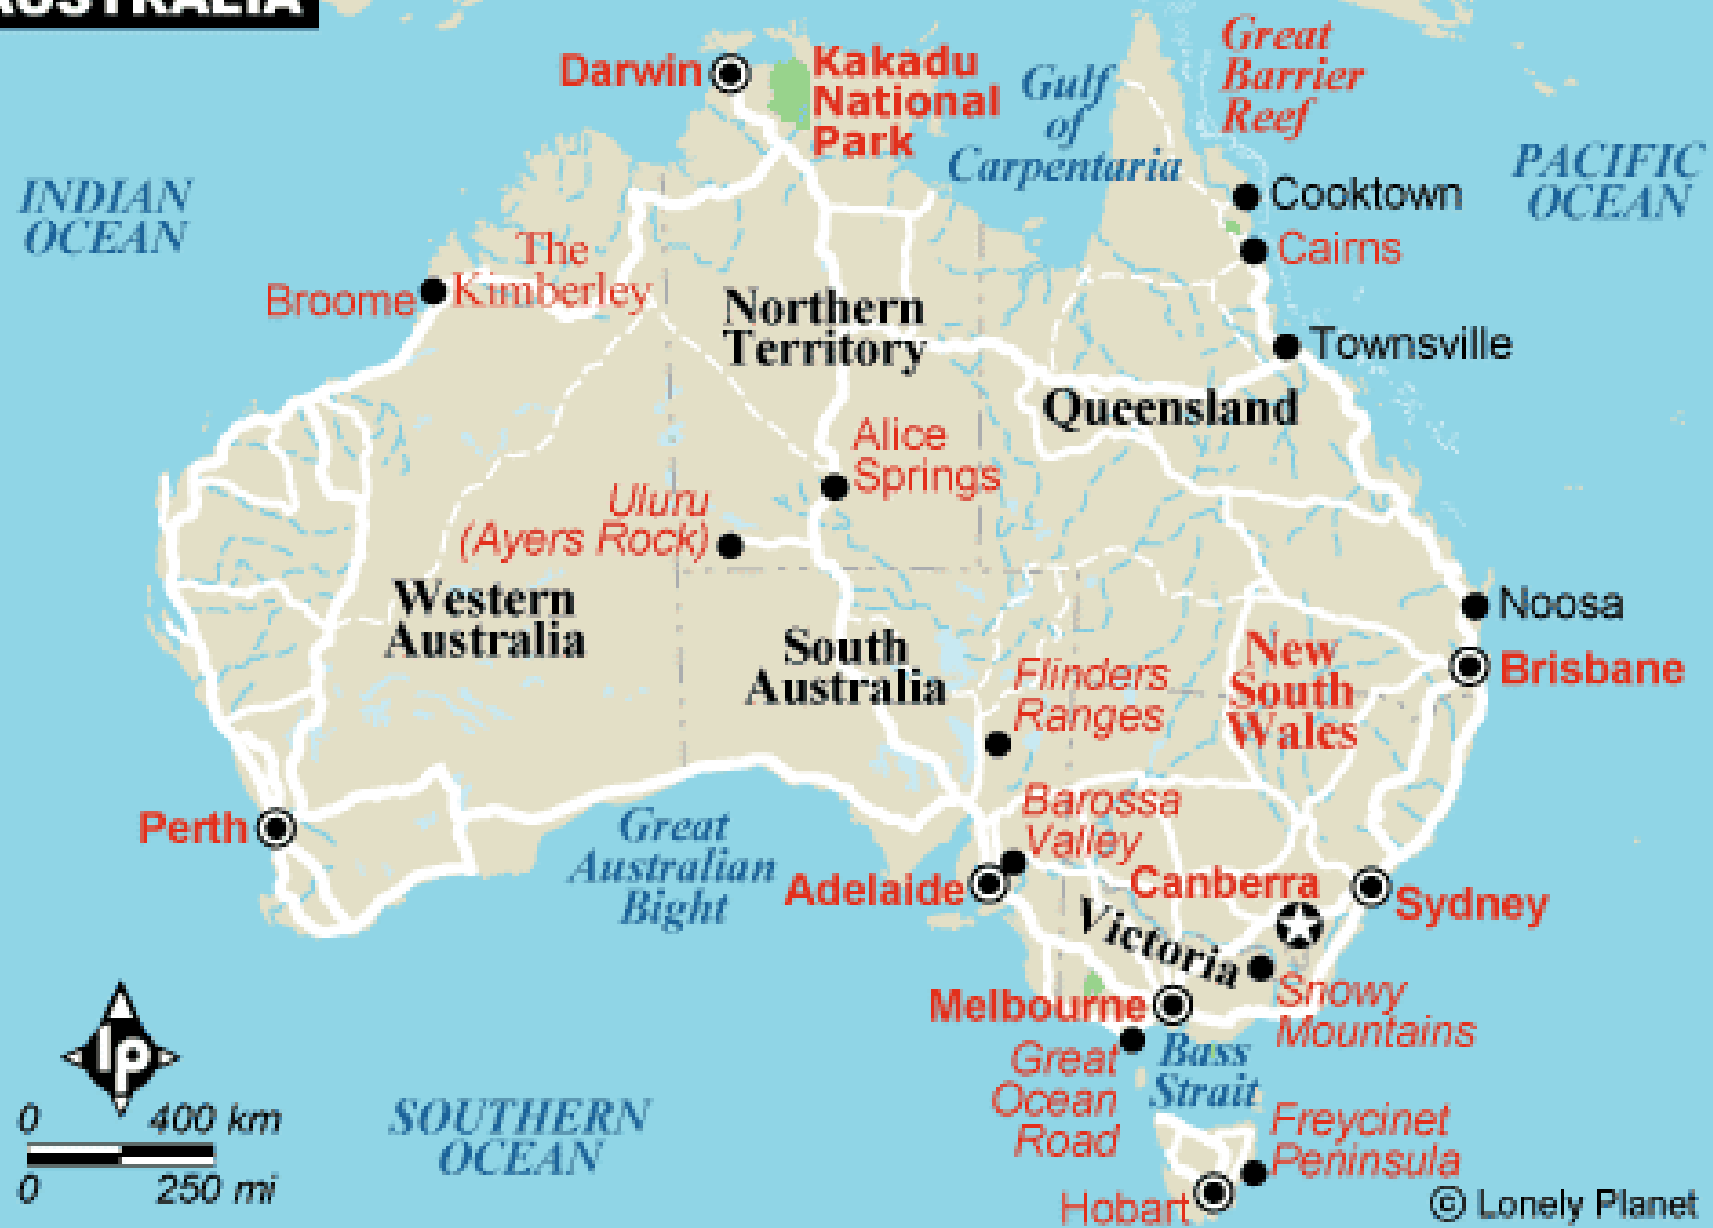 AUSTRALIA
Darwin
Kakadu
National
Park
Gulf
of
Carpentaria
Great
Barrier
Reef
PACIFIC
OCEAN
INDIAN
OCEAN
Cooktown
Cairns
The
Kimberley
Broome
Northern
Territory
Townsville
Queensland
Alice
Springs
Uluru
(Ayers Rock)
Western
Australia
South
Australia
Noosa
New
South
Wales
Brisbane
Flinders
Ranges
Barossa
Valley
Perth
Great
Australian
Bight
Adelaide
Canberra
Sydney
Victoria
Melbourne
Snowy
Mountains
Great
Ocean
Road
Bass
Strait
Freycinet
Peninsula
Hobart
SOUTHERN
OCEAN
lp
0 400 km
0 250 mi
© Lonely Planet